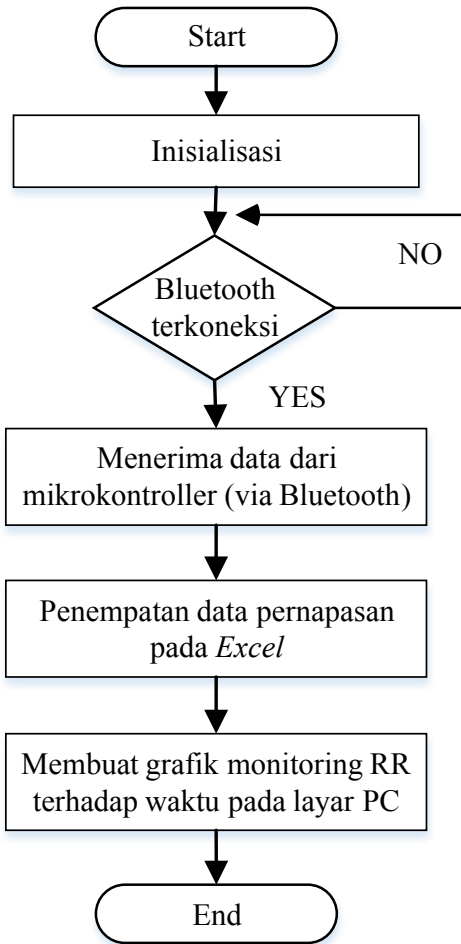 Start
Inisialisasi
NO
Bluetooth
terkoneksi
YES
Menerima data dari
mikrokontroller (via Bluetooth)
Penempatan data pernapasan
pada Excel
Membuat grafik monitoring RR
terhadap waktu pada layar PC
End